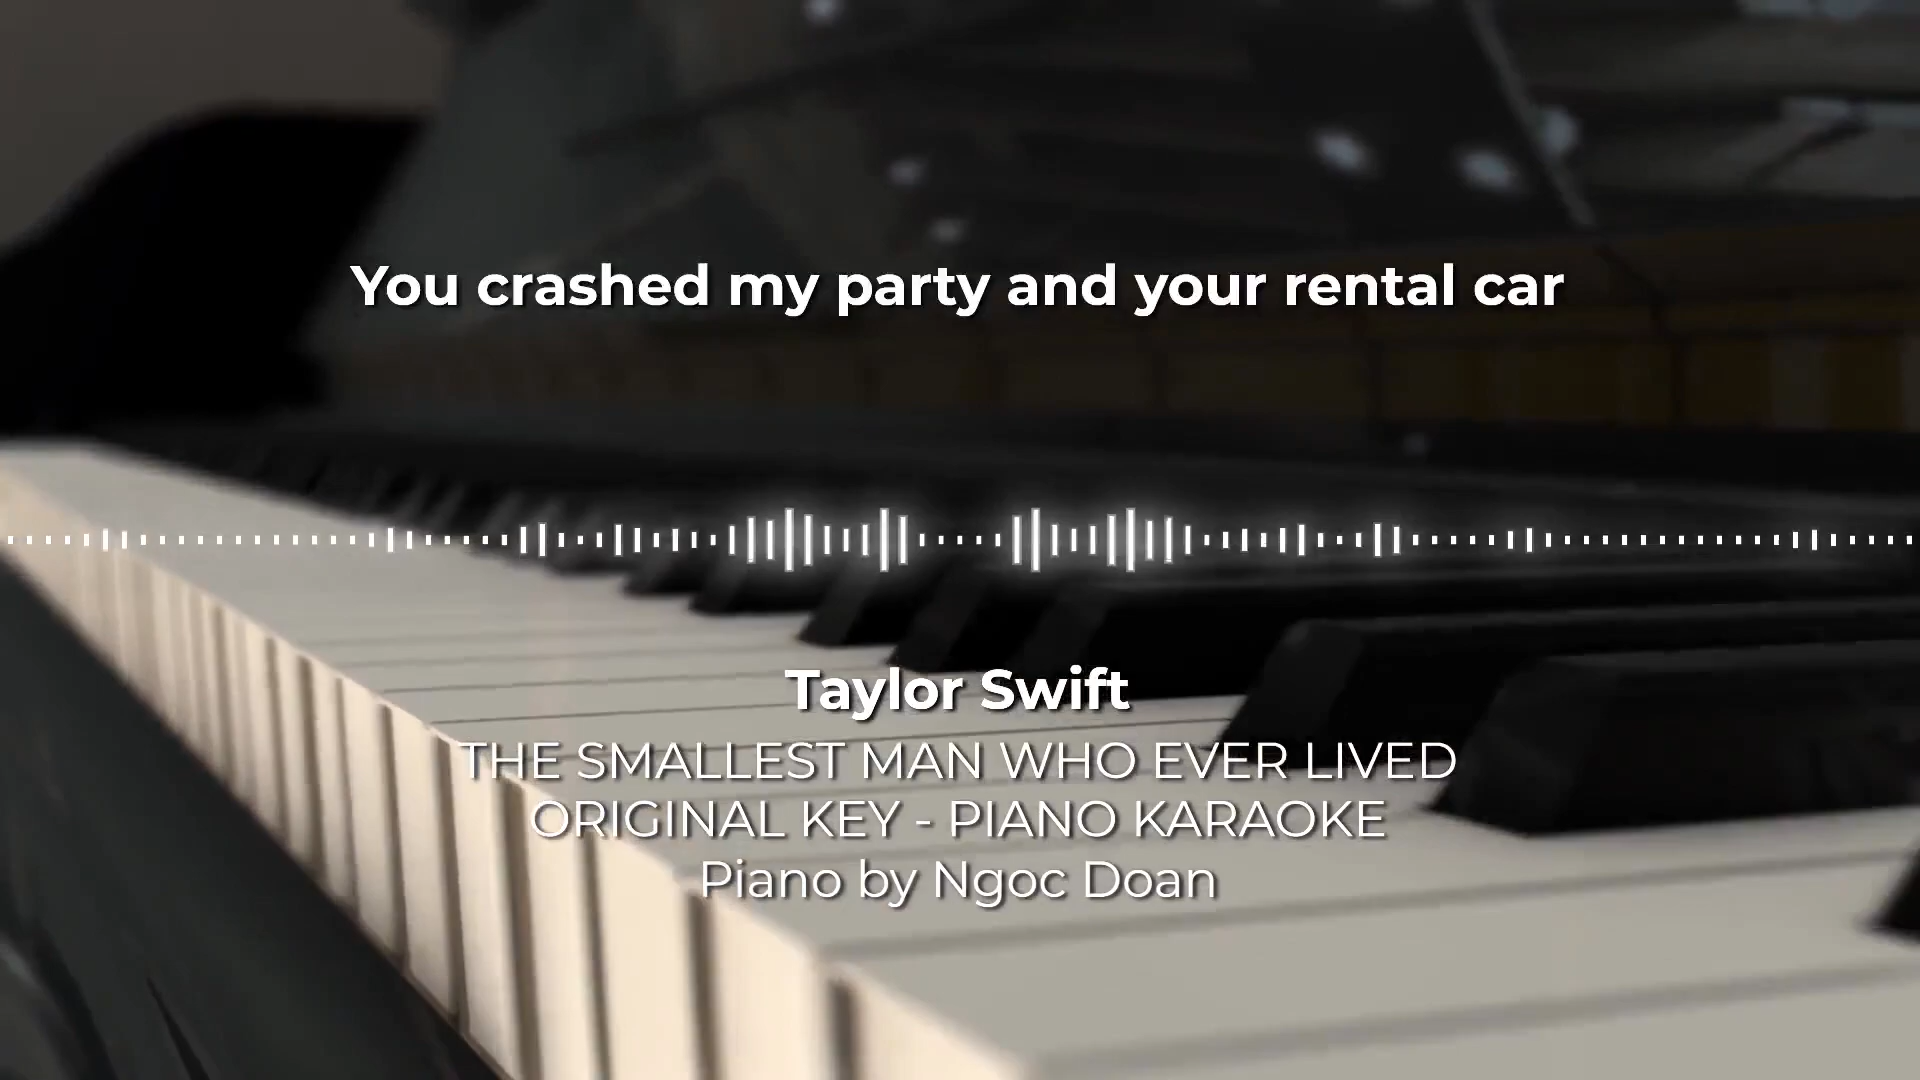 You crashed my party and your rental car
Taylor Swift
THE SMALLEST MAN WHO EVER LIVED
ORIGINAL KEY - PIANO KARAOKE
Piano by Ngoc Doan